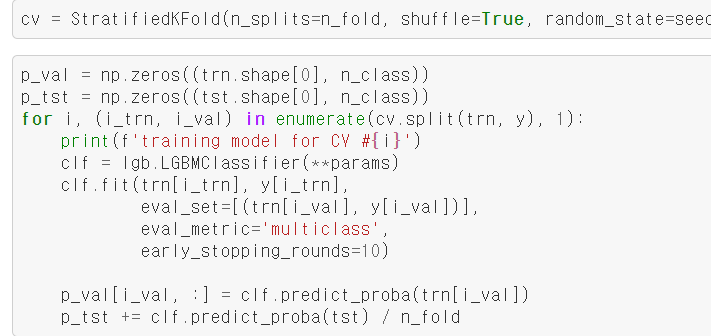 cv = StratifiedKFold(n_splits=n_fold, shuffle=True, random_state=seed
p_val = np.zeros((trn.shape[0], n_class))
p_tst = np.zeros((tst.shape[0], n_class))
for i, (i_trn, i_val) in enumerate(cv.split(trn, y), 1):
    print(f'training model for CV #{i}')
    clf = lgb.LGBMClassifier(**params)
    clf.fit(trn[i_trn], y[i_trn],
            eval_set=[(trn[i_val], y[i_val])],
            eval_metric='multiclass',
            early_stopping_rounds=10)
    p_val[i_val, :] = clf.predict_proba(trn[i_val])
    p_tst += clf.predict_proba(tst) / n_fold